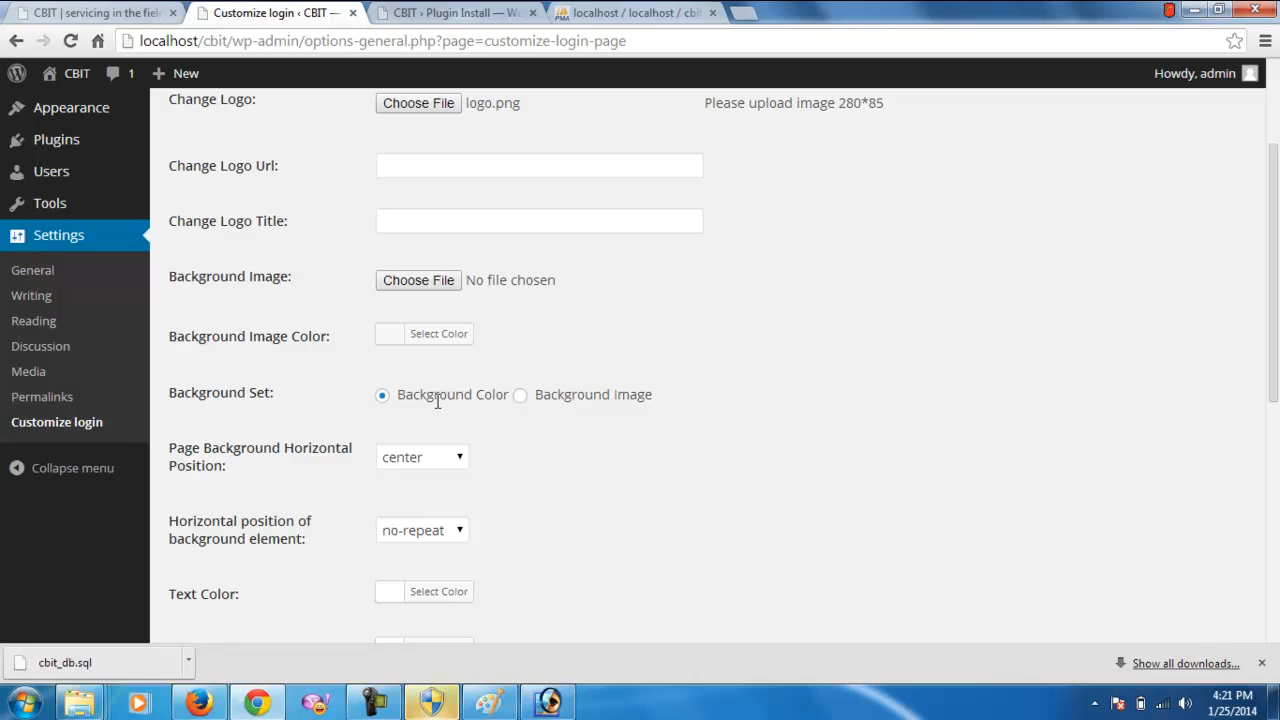 CBIT | servicing in the field
Customize login ‹ CBIT —
CBIT › Plugin Install — We
localhost / localhost / cbit
localhost/cbit/wp-admin/options-general.php?page=customize-login-page
CBIT 1 New Howdy, admin
Appearance
Plugins
Users
Tools
Settings
General
Writing
Reading
Discussion
Media
Permalinks
Customize login
Collapse menu
Change Logo: Choose File logo.png Please upload image 280*85
Change Logo Url:
Change Logo Title:
Background Image: Choose File No file chosen
Background Image Color: Select Color
Background Set: Background Color Background Image
Page Background Horizontal
Position: center
Horizontal position of
background element: no-repeat
Text Color: Select Color
cbit_db.sql Show all downloads...
4:21 PM
1/25/2014